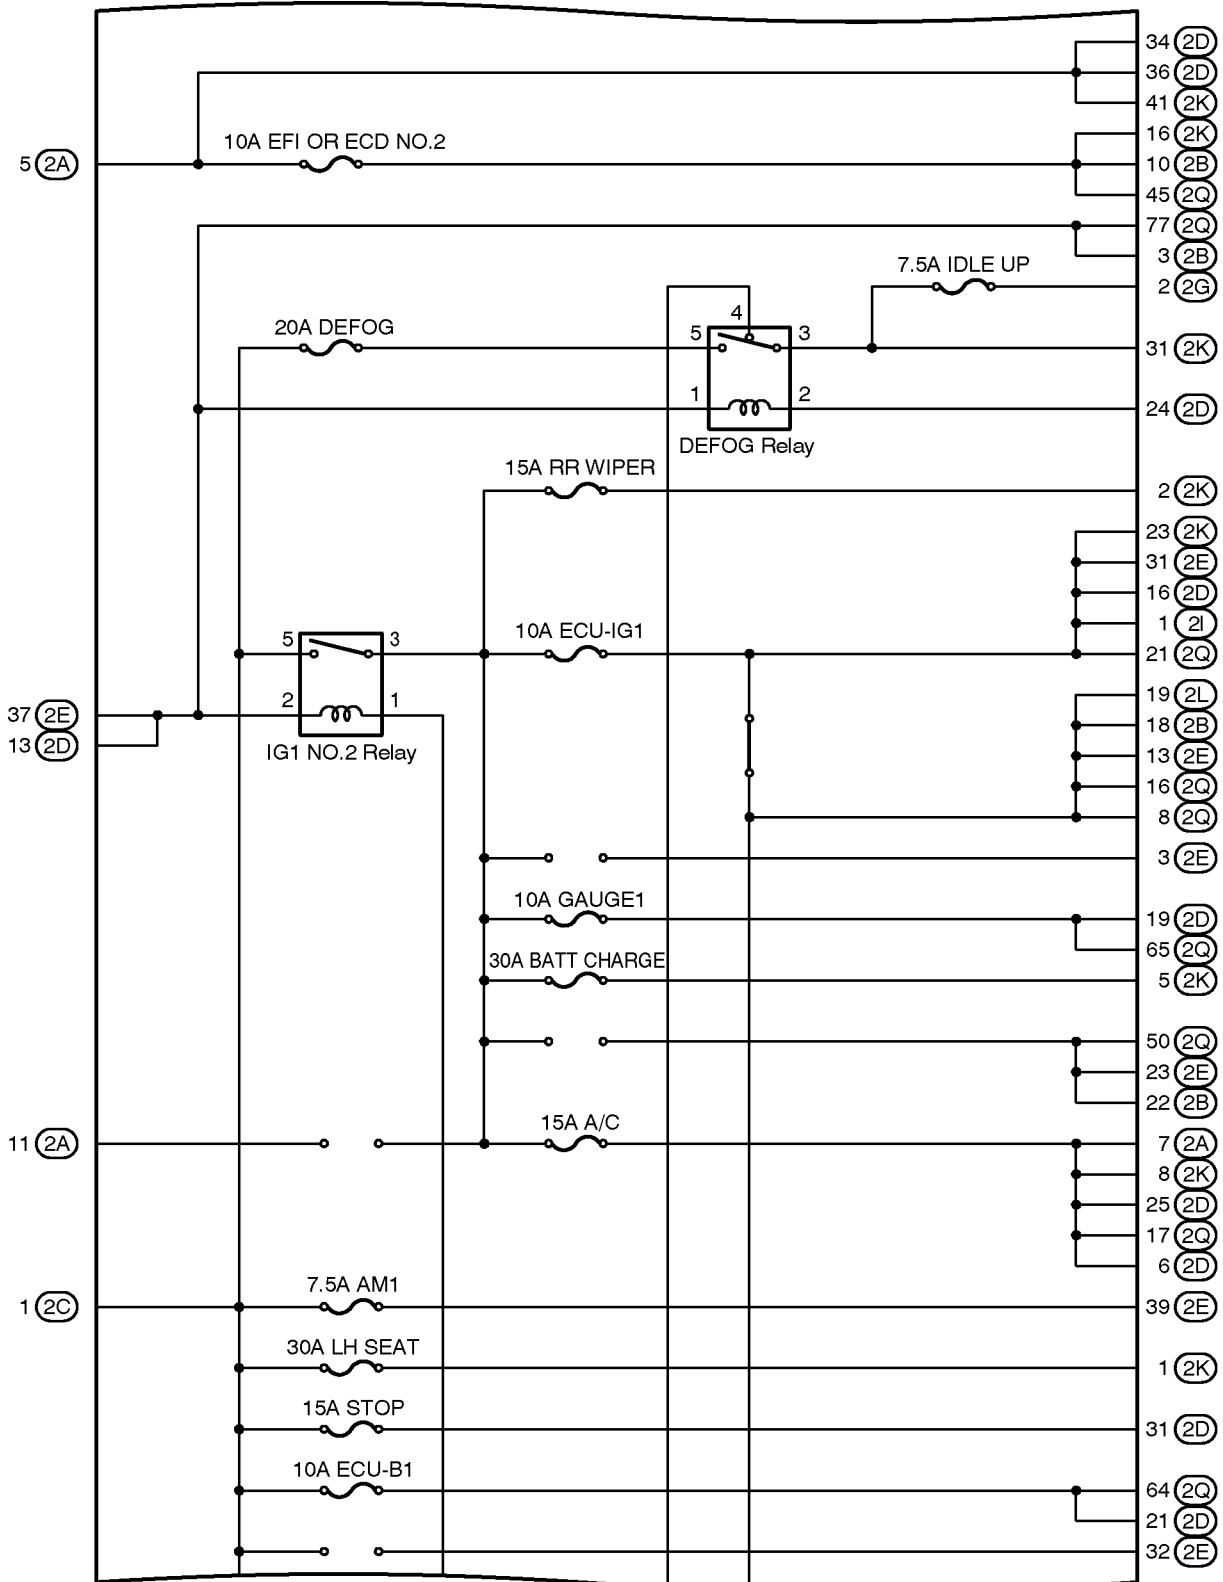 34 2D
36 2D
41 2K
10A EFI OR ECD NO.2
16 2K
5 2A
10 2B
45 2Q
77 2Q
3 2B
7.5A IDLE UP
2 2G
4
20A DEFOG
5 3
31 2K
1 2
24 2D
DEFOG Relay
15A RR WIPER
2 2K
23 2K
31 2E
16 2D
1 2I
10A ECU-IG1
5 3
21 2Q
19 2L
2 1
37 2E
18 2B
13 2D
IG1 NO.2 Relay
13 2E
16 2Q
8 2Q
3 2E
10A GAUGE1
19 2D
65 2Q
30A BATT CHARGE
5 2K
50 2Q
23 2E
22 2B
15A A/C
11 2A
7 2A
8 2K
25 2D
17 2Q
6 2D
7.5A AM1
1 2C
39 2E
30A LH SEAT
1 2K
15A STOP
31 2D
10A ECU-B1
64 2Q
21 2D
32 2E